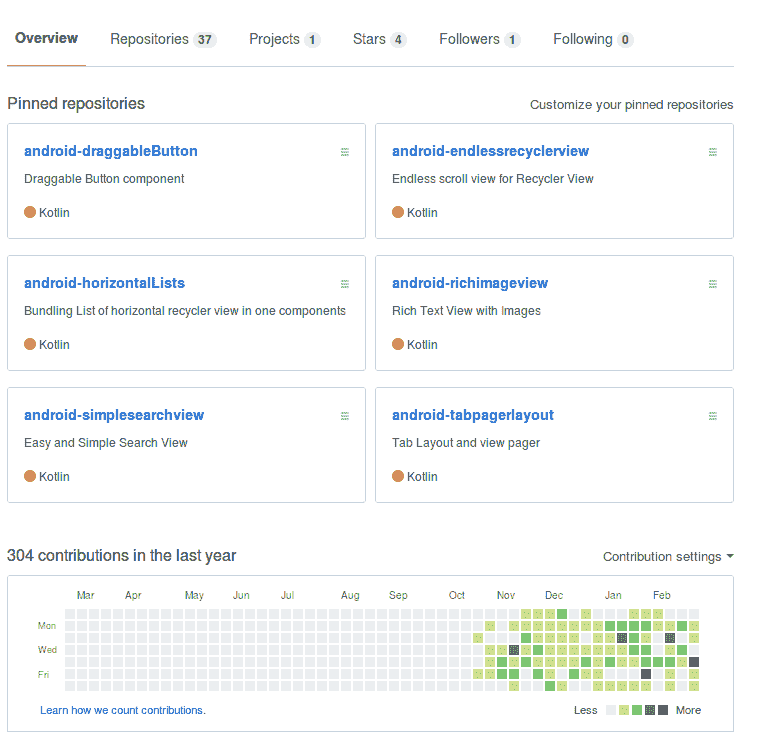 Overview Repositories 37 Projects 1 Stars 4 Followers 1 Following 0
Pinned repositories Customize your pinned repositories
android-draggableButton
Draggable Button component
Kotlin
android-endlessrecyclerview
Endless scroll view for Recycler View
Kotlin
android-horizontalLists
Bundling List of horizontal recycler view in one components
Kotlin
android-richimageview
Rich Text View with Images
Kotlin
android-simplesearchview
Easy and Simple Search View
Kotlin
android-tabpagerlayout
Tab Layout and view pager
Kotlin
304 contributions in the last year Contribution settings
Mar Apr May Jun Jul Aug Sep Oct Nov Dec Jan Feb
Mon
Wed
Fri
Learn how we count contributions. Less More